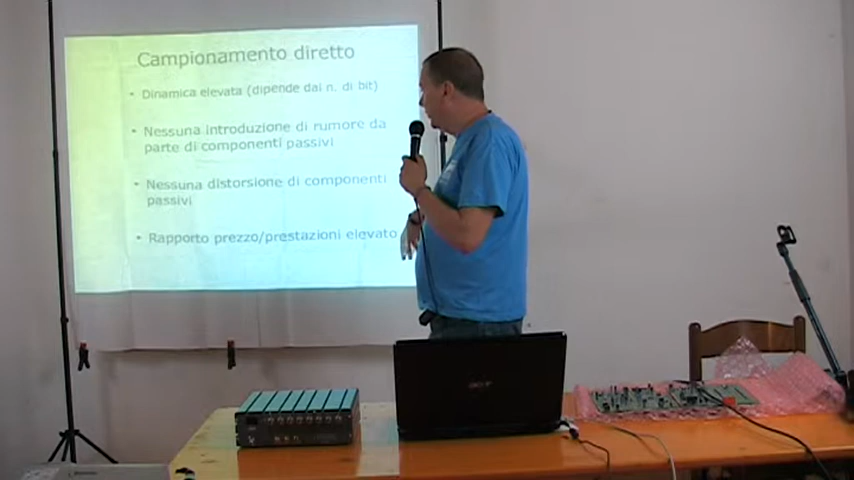 Campionamento diretto
• Dinamica elevata (dipende dal n. di bit)
• Nessuna introduzione di rumore da
parte di componenti passivi
• Nessuna distorsione di componenti
passivi
• Rapporto prezzo/prestazioni elevato
acer